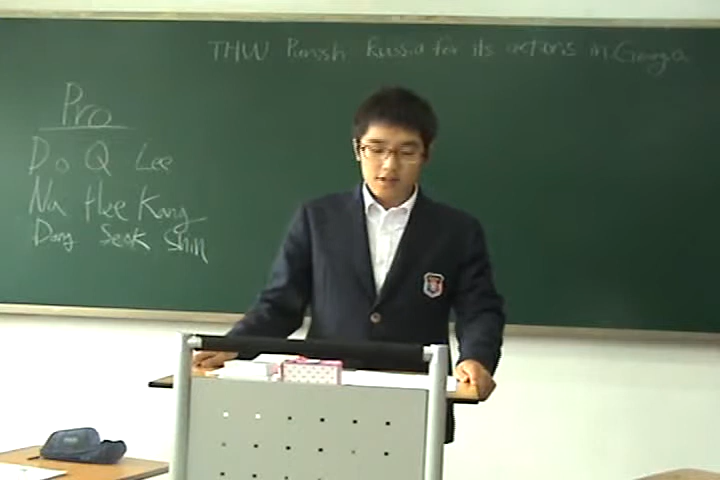 THW Punish Russia for its actions in Georgia
Pro
Do Q Lee
Na Hee Kang
Dong Seok Shin